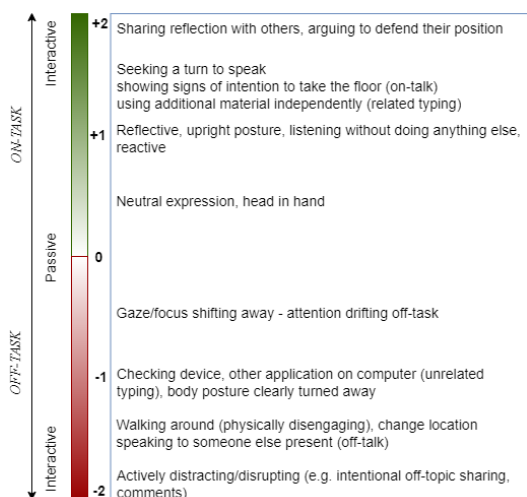 +2
Sharing reflection with others, arguing to defend their position
Interactive
Seeking a turn to speak
showing signs of intention to take the floor (on-talk)
using additional material independently (related typing)
ON-TASK
+1
Reflective, upright posture, listening without doing anything else,
reactive
Neutral expression, head in hand
Passive
0
Gaze/focus shifting away - attention drifting off-task
OFF-TASK
-1
Checking device, other application on computer (unrelated
typing), body posture clearly turned away
Walking around (physically disengaging), change location
speaking to someone else present (off-talk)
Interactive
Actively distracting/disrupting (e.g. intentional off-topic sharing,
comments)
-2